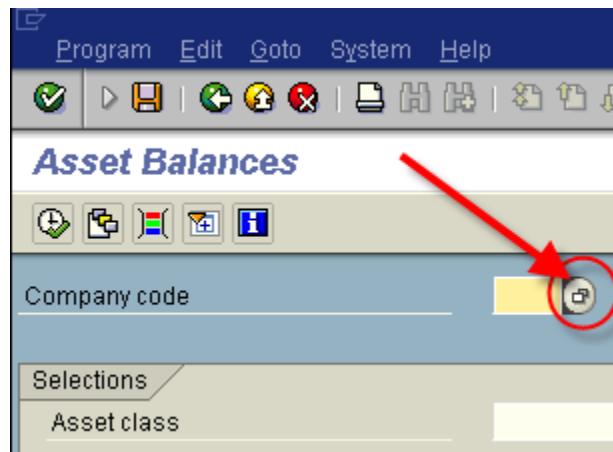 Program Edit Goto System Help
Asset Balances
Company code
Selections
Asset class